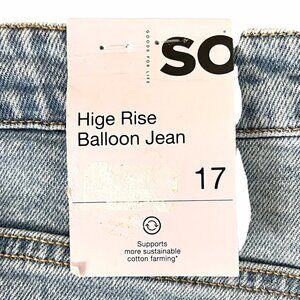 GOODS FOR LIFE
SO
Hige Rise
Balloon Jean
17
Supports
more sustainable
cotton farming*